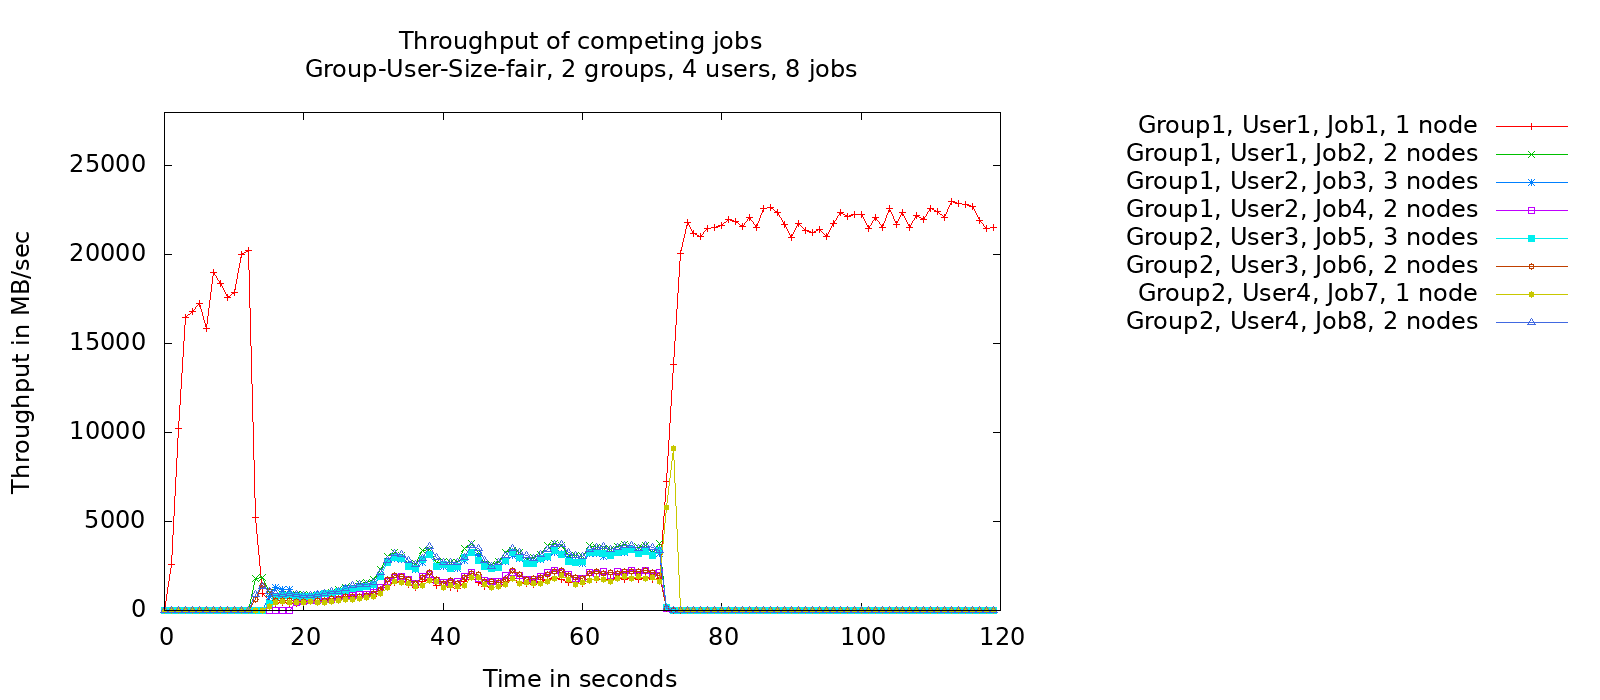 Throughput of competing jobs
Group-User-Size-fair, 2 groups, 4 users, 8 jobs
Throughput in MB/sec
25000
20000
15000
10000
5000
0
0 20 40 60 80 100 120
Time in seconds
Group1, User1, Job1, 1 node
Group1, User1, Job2, 2 nodes
Group1, User2, Job3, 3 nodes
Group1, User2, Job4, 2 nodes
Group2, User3, Job5, 3 nodes
Group2, User3, Job6, 2 nodes
Group2, User4, Job7, 1 node
Group2, User4, Job8, 2 nodes